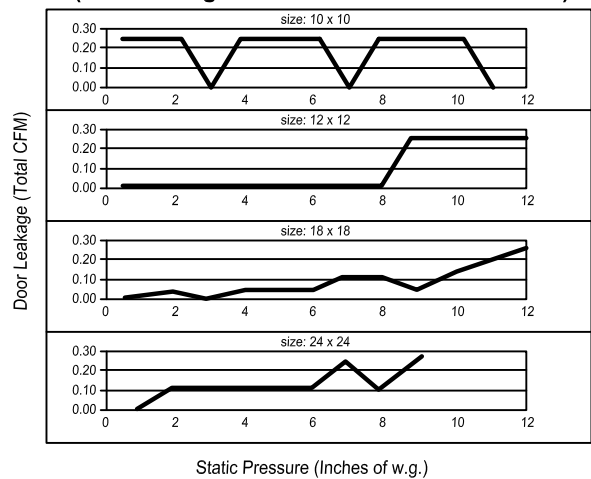 size: 10 x 10
0.30
0.20
0.10
0.00
0 2 4 6 8 10 12
size: 12 x 12
0.30
0.20
0.10
0.00
0 2 4 6 8 10 12
size: 18 x 18
0.30
0.20
0.10
0.00
0 2 4 6 8 10 12
size: 24 x 24
0.30
0.20
0.10
0.00
0 2 4 6 8 10 12
Door Leakage (Total CFM)
Static Pressure (Inches of w.g.)